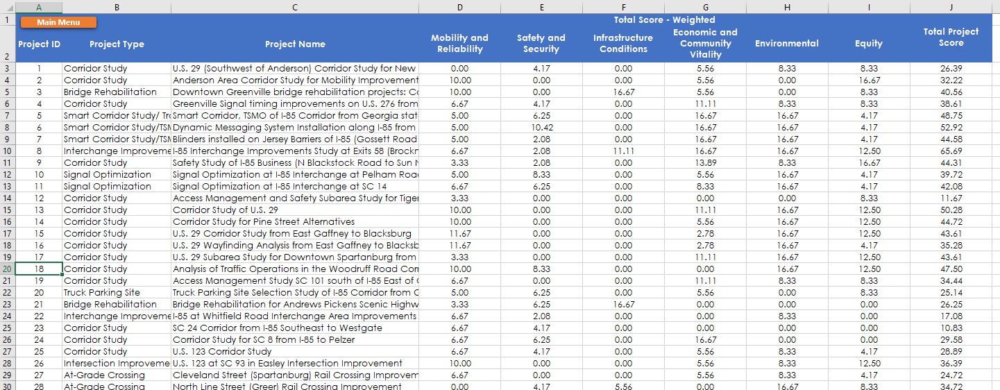 A B C D E F G H I J
1 Main Menu Total Score - Weighted
2 Project ID Project Type Project Name Mobility and Reliability Safety and Security Infrastructure Conditions Economic and Community Vitality Environmental Equity Total Project Score
3 1 Corridor Study U.S. 29 (Southwest of Anderson) Corridor Study for New 0.00 4.17 0.00 5.56 8.33 8.33 26.39
4 2 Corridor Study Anderson Area Corridor Study for Mobility Improvement 10.00 0.00 0.00 5.56 0.00 16.67 32.22
5 3 Bridge Rehabilitation Downtown Greenville bridge rehabilitation projects: 10.00 0.00 16.67 5.56 0.00 8.33 40.56
6 4 Corridor Study Greenville Signal timing improvements on U.S. 276 from 6.67 4.17 0.00 11.11 8.33 8.33 38.61
7 5 Smart Corridor Study/ Smart Corridor, TSMO of I-85 Corridor from Georgia stat 5.00 6.25 0.00 16.67 16.67 4.17 48.75
8 6 Smart Corridor Study/TSM Dynamic Messaging System Installation along I-85 from 5.00 10.42 0.00 16.67 16.67 4.17 52.92
9 7 Smart Corridor Study/TSM Blinders installed on Jersey Barriers of I-85 (Gossett Road 5.00 2.08 0.00 16.67 16.67 4.17 44.58
10 8 Interchange Improveme I-85 Interchange Improvements Study at Exits 58 (Brock 6.67 2.08 11.11 16.67 16.67 12.50 65.69
11 9 Corridor Study Safety Study of I-85 Business (N Blackstock Road to Sun 3.33 2.08 0.00 13.89 8.33 16.67 44.31
12 10 Signal Optimization Signal Optimization at I-85 Interchange at Pelham Roa 5.00 8.33 0.00 5.56 16.67 4.17 39.72
13 11 Signal Optimization Signal Optimization at I-85 Interchange at SC 14 6.67 6.25 0.00 8.33 16.67 4.17 42.08
14 12 Corridor Study Access Management and Safety Subarea Study for Tiger 3.33 0.00 0.00 0.00 0.00 8.33 11.67
15 13 Corridor Study Corridor Study of U.S. 29 10.00 0.00 0.00 11.11 16.67 12.50 50.28
16 14 Corridor Study Corridor Study for Pine Street Alternatives 10.00 0.00 0.00 5.56 16.67 12.50 44.72
17 15 Corridor Study U.S. 29 Corridor Study from East Gaffney to Blacksburg 11.67 0.00 0.00 2.78 16.67 12.50 43.61
18 16 Corridor Study U.S. 29 Wayfinding Analysis from East Gaffney to Blacksb 11.67 0.00 0.00 2.78 16.67 4.17 35.28
19 17 Corridor Study U.S. 29 Subarea Study for Downtown Spartanburg from 3.33 0.00 0.00 11.11 16.67 12.50 43.61
20 18 Corridor Study Analysis of Traffic Operations in the Woodruff Road Corr 10.00 8.33 0.00 0.00 16.67 12.50 47.50
21 19 Corridor Study Access Management Study SC 101 south of I-85 East of 6.67 0.00 0.00 11.11 8.33 8.33 34.44
22 20 Truck Parking Site Truck Parking Site Selection Study of I-85 Corridor from 5.00 6.25 0.00 5.56 0.00 8.33 25.14
23 21 Bridge Rehabilitation Bridge Rehabilitation for Andrews Pickens Scenic Highw 3.33 6.25 16.67 0.00 0.00 0.00 26.25
24 22 Interchange Improveme I-85 at Whitfield Road Interchange Area Improvements 6.67 2.08 0.00 0.00 8.33 0.00 17.08
25 23 Corridor Study SC 24 Corridor from I-85 Southeast to Westgate 6.67 4.17 0.00 0.00 0.00 0.00 10.83
26 24 Corridor Study Corridor Study for SC 8 from I-85 to Pelzer 6.67 6.25 0.00 16.67 0.00 0.00 29.58
27 25 Corridor Study U.S. 123 Corridor Study 6.67 4.17 0.00 5.56 8.33 4.17 28.89
28 26 Intersection Improveme U.S. 123 at SC 93 in Easley Intersection Improvement 10.00 0.00 0.00 5.56 8.33 12.50 36.39
29 27 At-Grade Crossing Cleveland Street (Spartanburg) Rail Crossing Improvem 6.67 0.00 0.00 5.56 8.33 4.17 24.72
30 28 At-Grade Crossing North Line Street (Greer) Rail Crossing Improvement 0.00 4.17 5.56 0.00 16.67 8.33 34.72